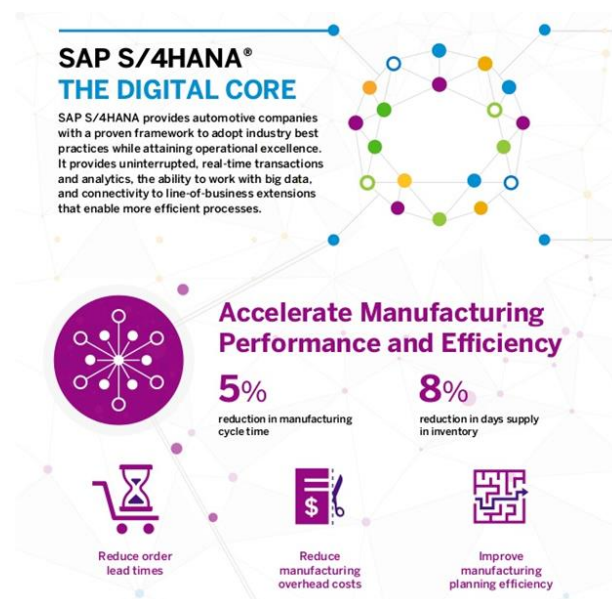 SAP S/4HANA®
THE DIGITAL CORE
SAP S/4HANA provides automotive companies
with a proven framework to adopt industry best
practices while attaining operational excellence.
It provides uninterrupted, real-time transactions
and analytics, the ability to work with big data,
and connectivity to line-of-business extensions
that enable more efficient processes.
Accelerate Manufacturing
Performance and Efficiency
5%
reduction in manufacturing
cycle time
8%
reduction in days supply
in inventory
$
Reduce order
lead times
Reduce
manufacturing
overhead costs
Improve
manufacturing
planning efficiency